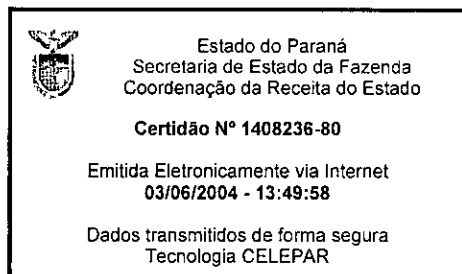 Estado do Paraná
Secretaria de Estado da Fazenda
Coordenação da Receita do Estado
Certidão Nº 1408236-80
Emitida Eletronicamente via Internet
03/06/2004 - 13:49:58
Dados transmitidos de forma segura
Tecnologia CELEPAR